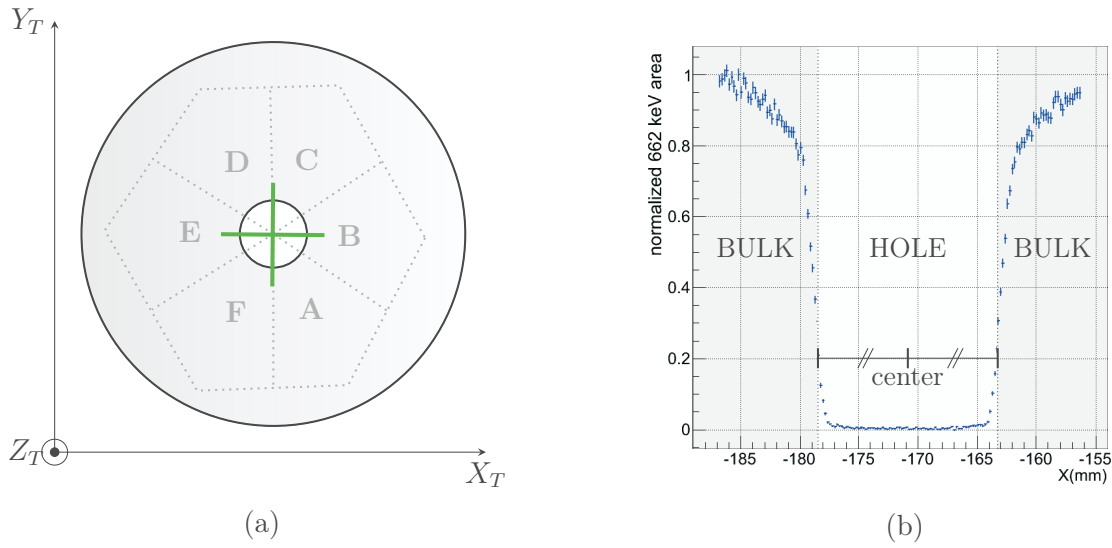 Y_T
D
C
E
B
F
A
Z_T
X_T
(a)
normalized 662 keV area
1
0.8
0.6
0.4
0.2
0
BULK
HOLE
BULK
center
-185
-180
-175
-170
-165
-160
-155
X(mm)
(b)